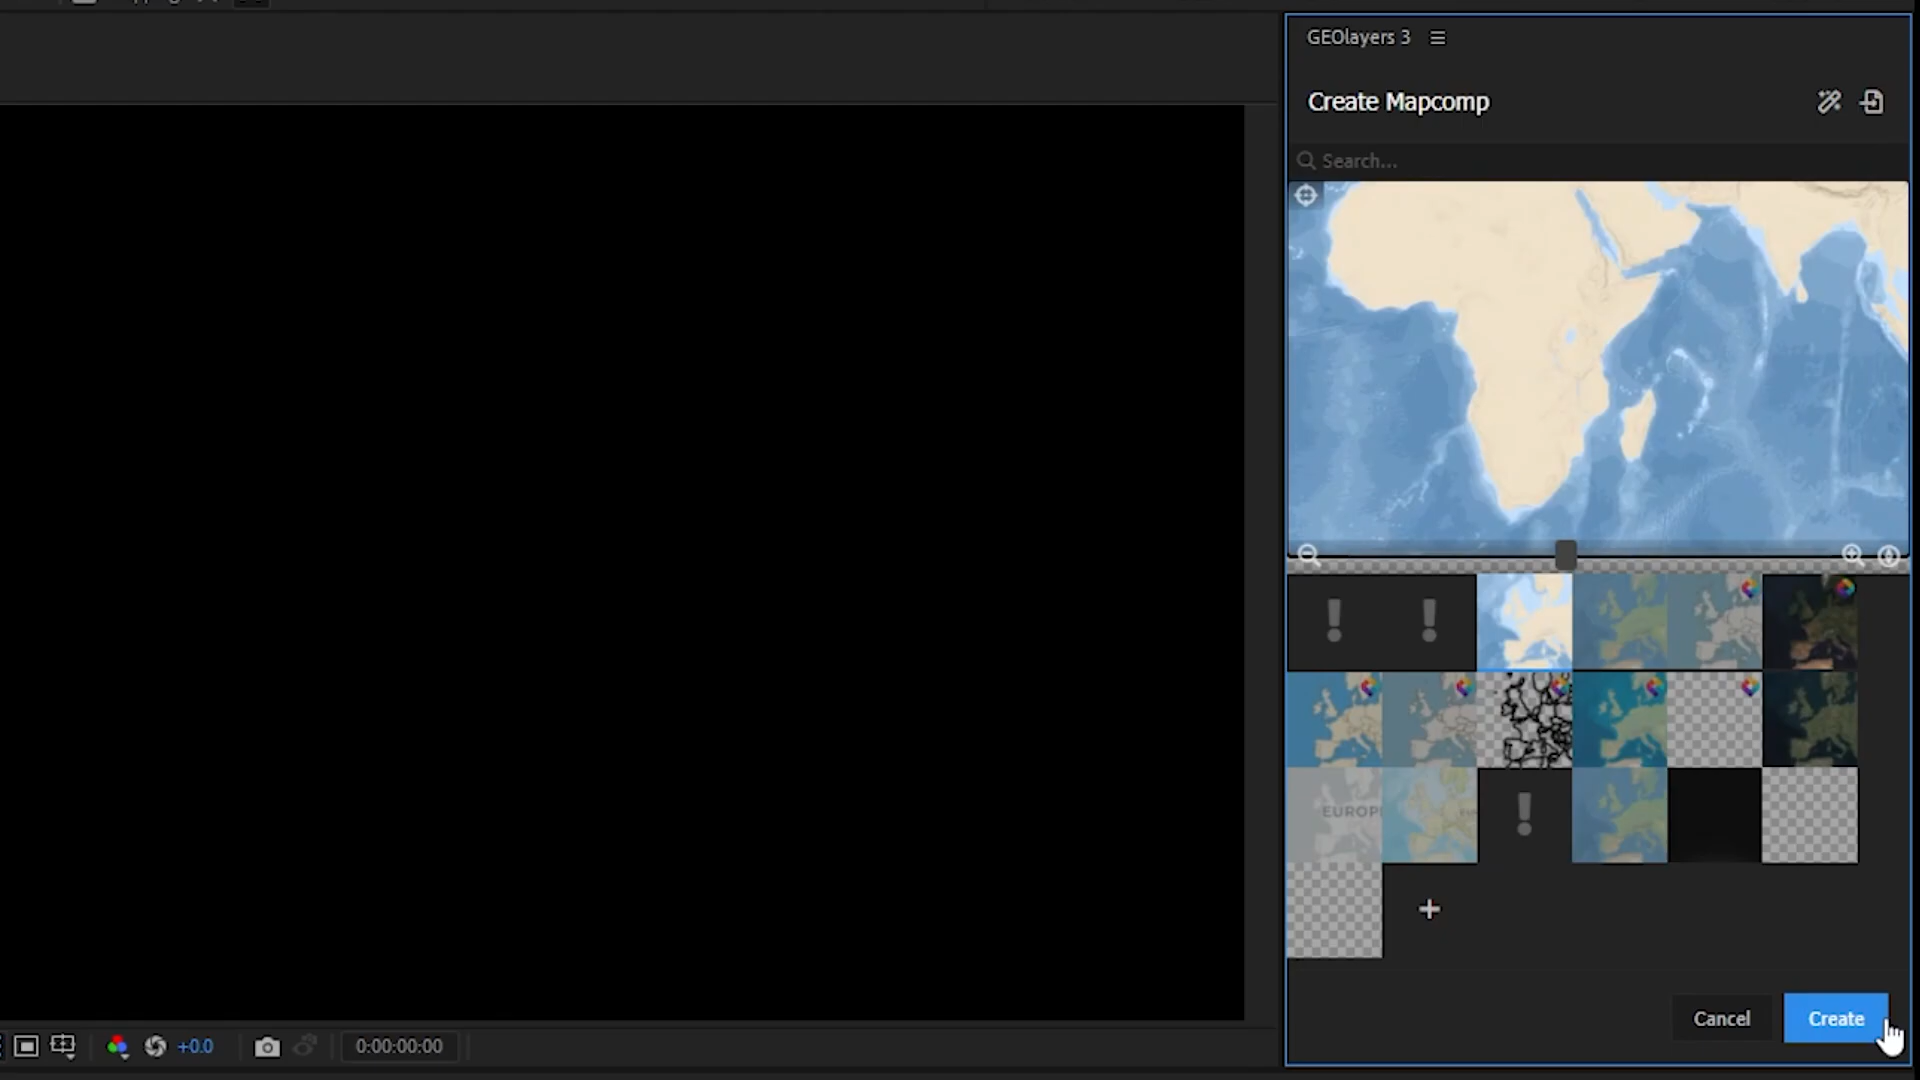 GEOlayers 3
Create Mapcomp
Search...
EUROP
Cancel
Create
+0.0
0:00:00:00